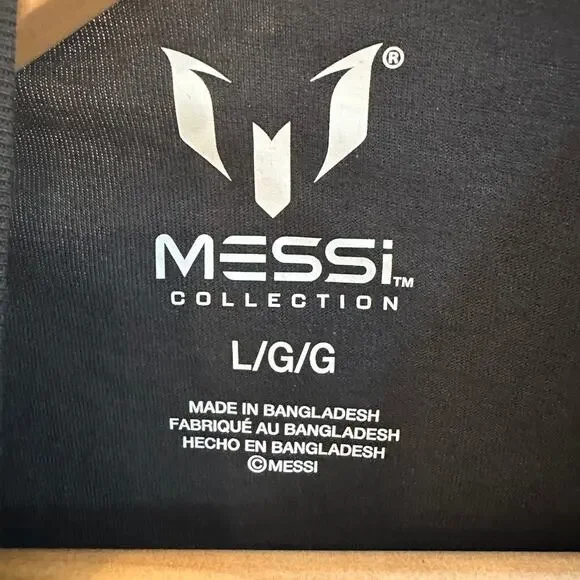 ®
MESSi™
COLLECTION
L/G/G
MADE IN BANGLADESH
FABRIQUÉ AU BANGLADESH
HECHO EN BANGLADESH
©MESSI